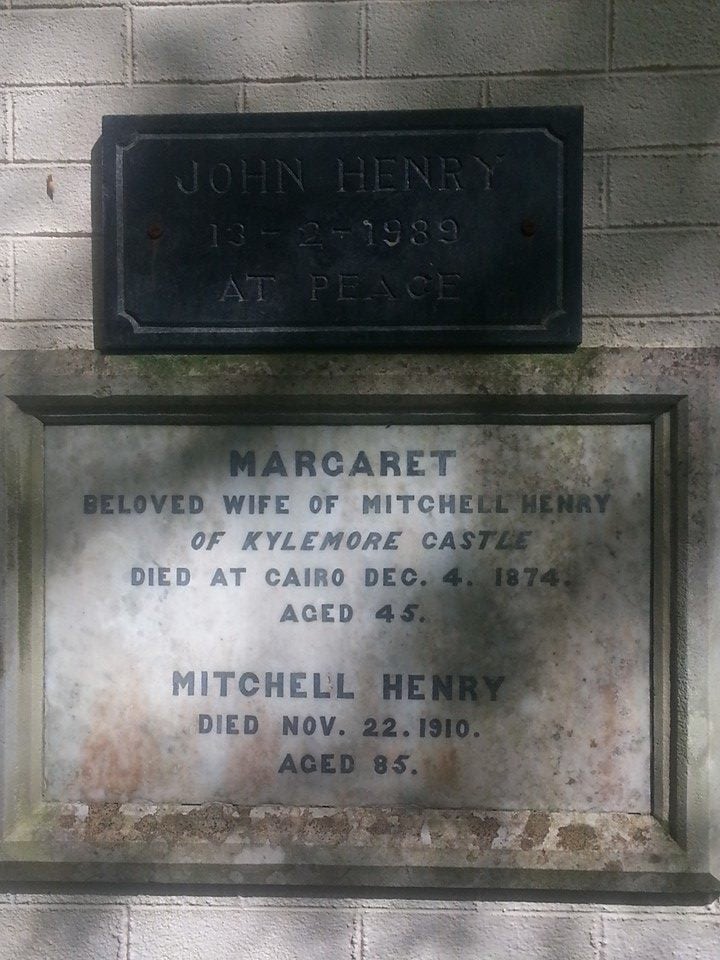 JOHN HENRY
13-2-1989
AT PEACE
MARGARET
BELOVED WIFE OF MITCHELL HENRY
OF KYLEMORE CASTLE
DIED AT CAIRO DEC. 4. 1874.
AGED 45.
MITCHELL HENRY
DIED NOV. 22. 1910.
AGED 85.